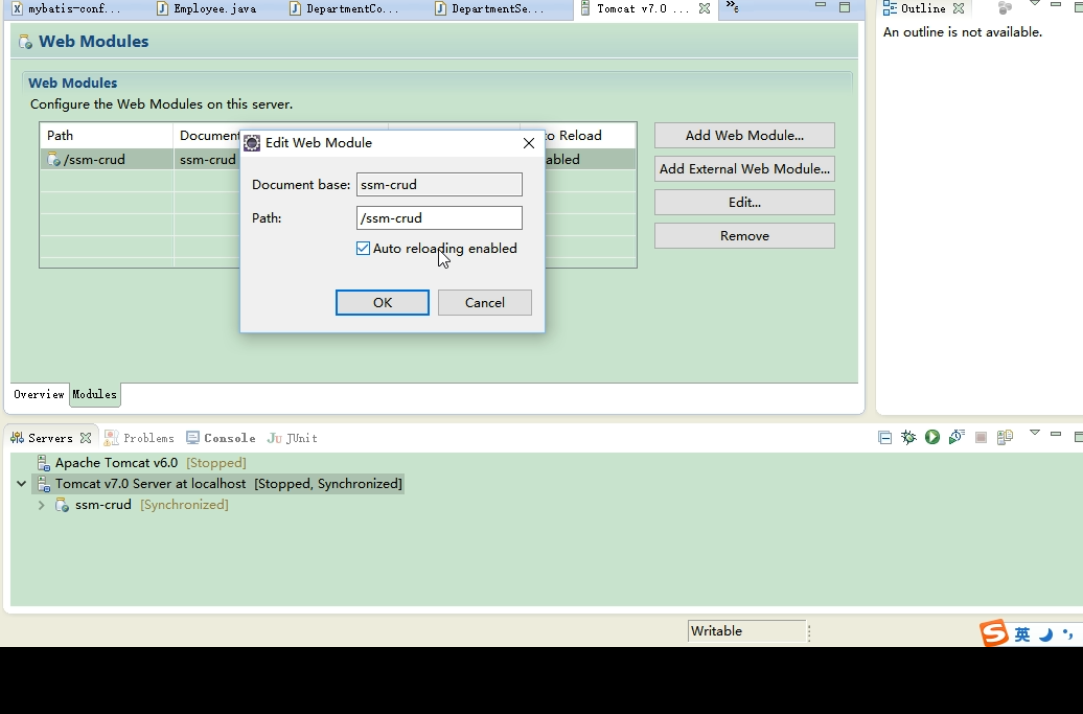 mybatis-conf... Employee.java DepartmentCo... DepartmentSe... Tomcat v7.0 ... »6 Outline
An outline is not available.
Web Modules
Web Modules
Configure the Web Modules on this server.
Path Document to Reload
/ssm-crud ssm-crud abled
Add Web Module...
Add External Web Module...
Edit...
Remove
Edit Web Module
Document base: ssm-crud
Path: /ssm-crud
Auto reloading enabled
OK Cancel
Overview Modules
Servers Problems Console Ju JUnit
Apache Tomcat v6.0 [Stopped]
Tomcat v7.0 Server at localhost [Stopped, Synchronized]
ssm-crud [Synchronized]
Writable
英